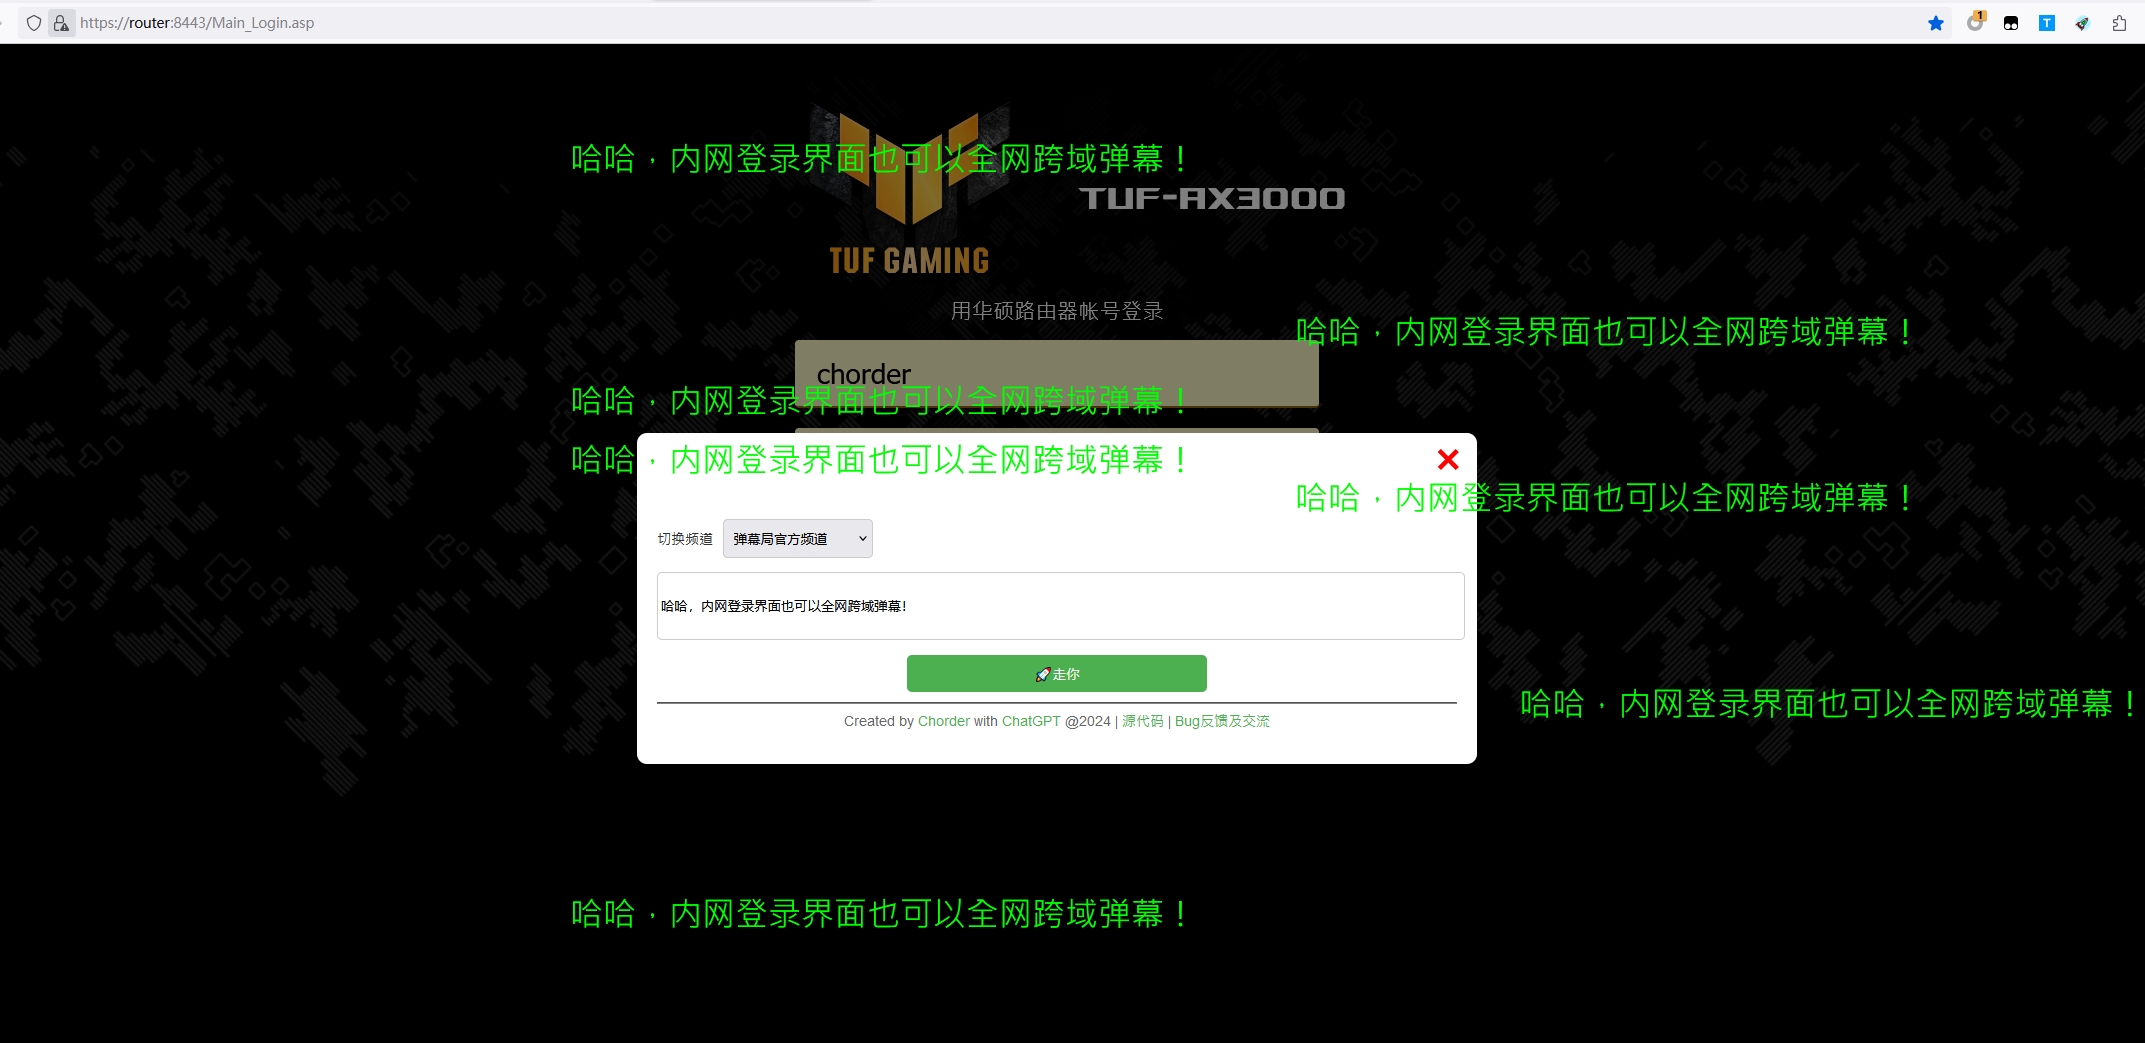 https://router:8443/Main_Login.asp
1
T
哈哈，内网登录界面也可以全网跨域弹幕！
TUF-AX3000
TUF GAMING
用华硕路由器帐号登录
哈哈，内网登录界面也可以全网跨域弹幕！
chorder
哈哈，内网登录界面也可以全网跨域弹幕！
哈哈，内网登录界面也可以全网跨域弹幕！
哈哈，内网登录界面也可以全网跨域弹幕！
切换频道 弹幕局官方频道
哈哈，内网登录界面也可以全网跨域弹幕!
🚀走你
哈哈，内网登录界面也可以全网跨域弹幕！
Created by Chorder with ChatGPT @2024 | 源代码 | Bug反馈及交流
哈哈，内网登录界面也可以全网跨域弹幕！